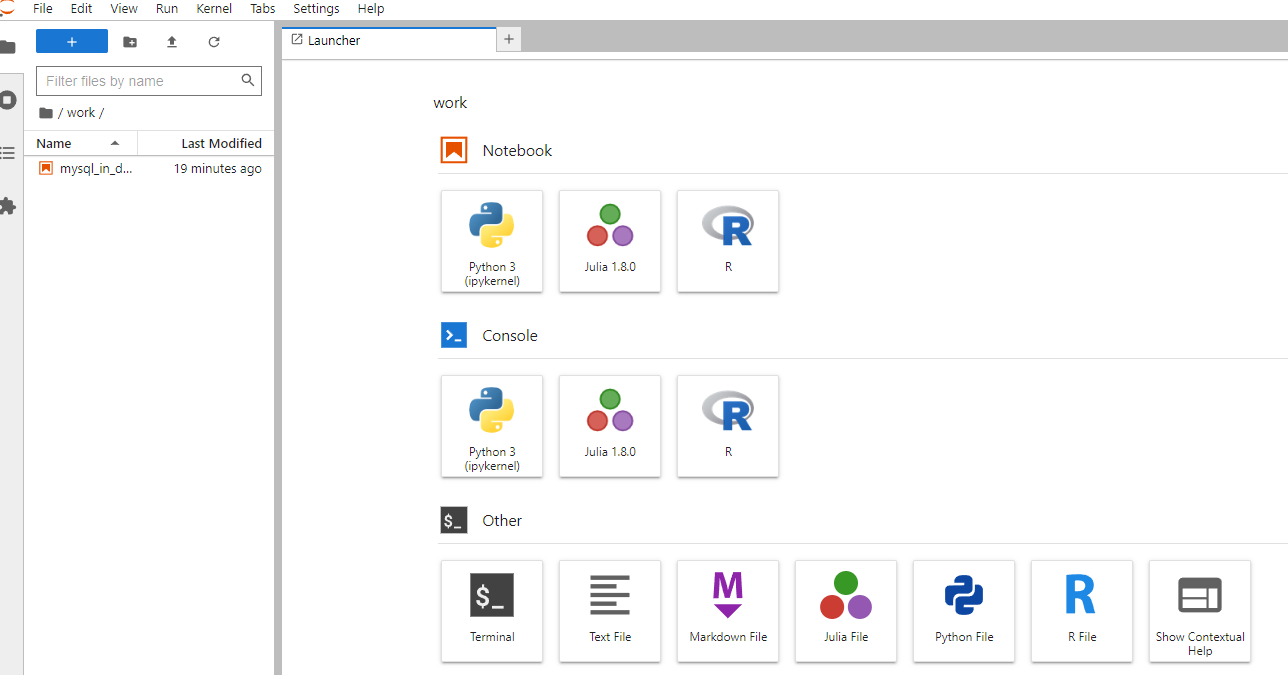 File Edit View Run Kernel Tabs Settings Help
+
Launcher
+
Filter files by name
/ work /
Name Last Modified
mysql_in_d... 19 minutes ago
work
Notebook
Python 3
(ipykernel)
Julia 1.8.0
R
R
Console
Python 3
(ipykernel)
Julia 1.8.0
R
R
$_ Other
$_
Terminal
Text File
M
Markdown File
Julia File
Python File
R
R File
Show Contextual
Help